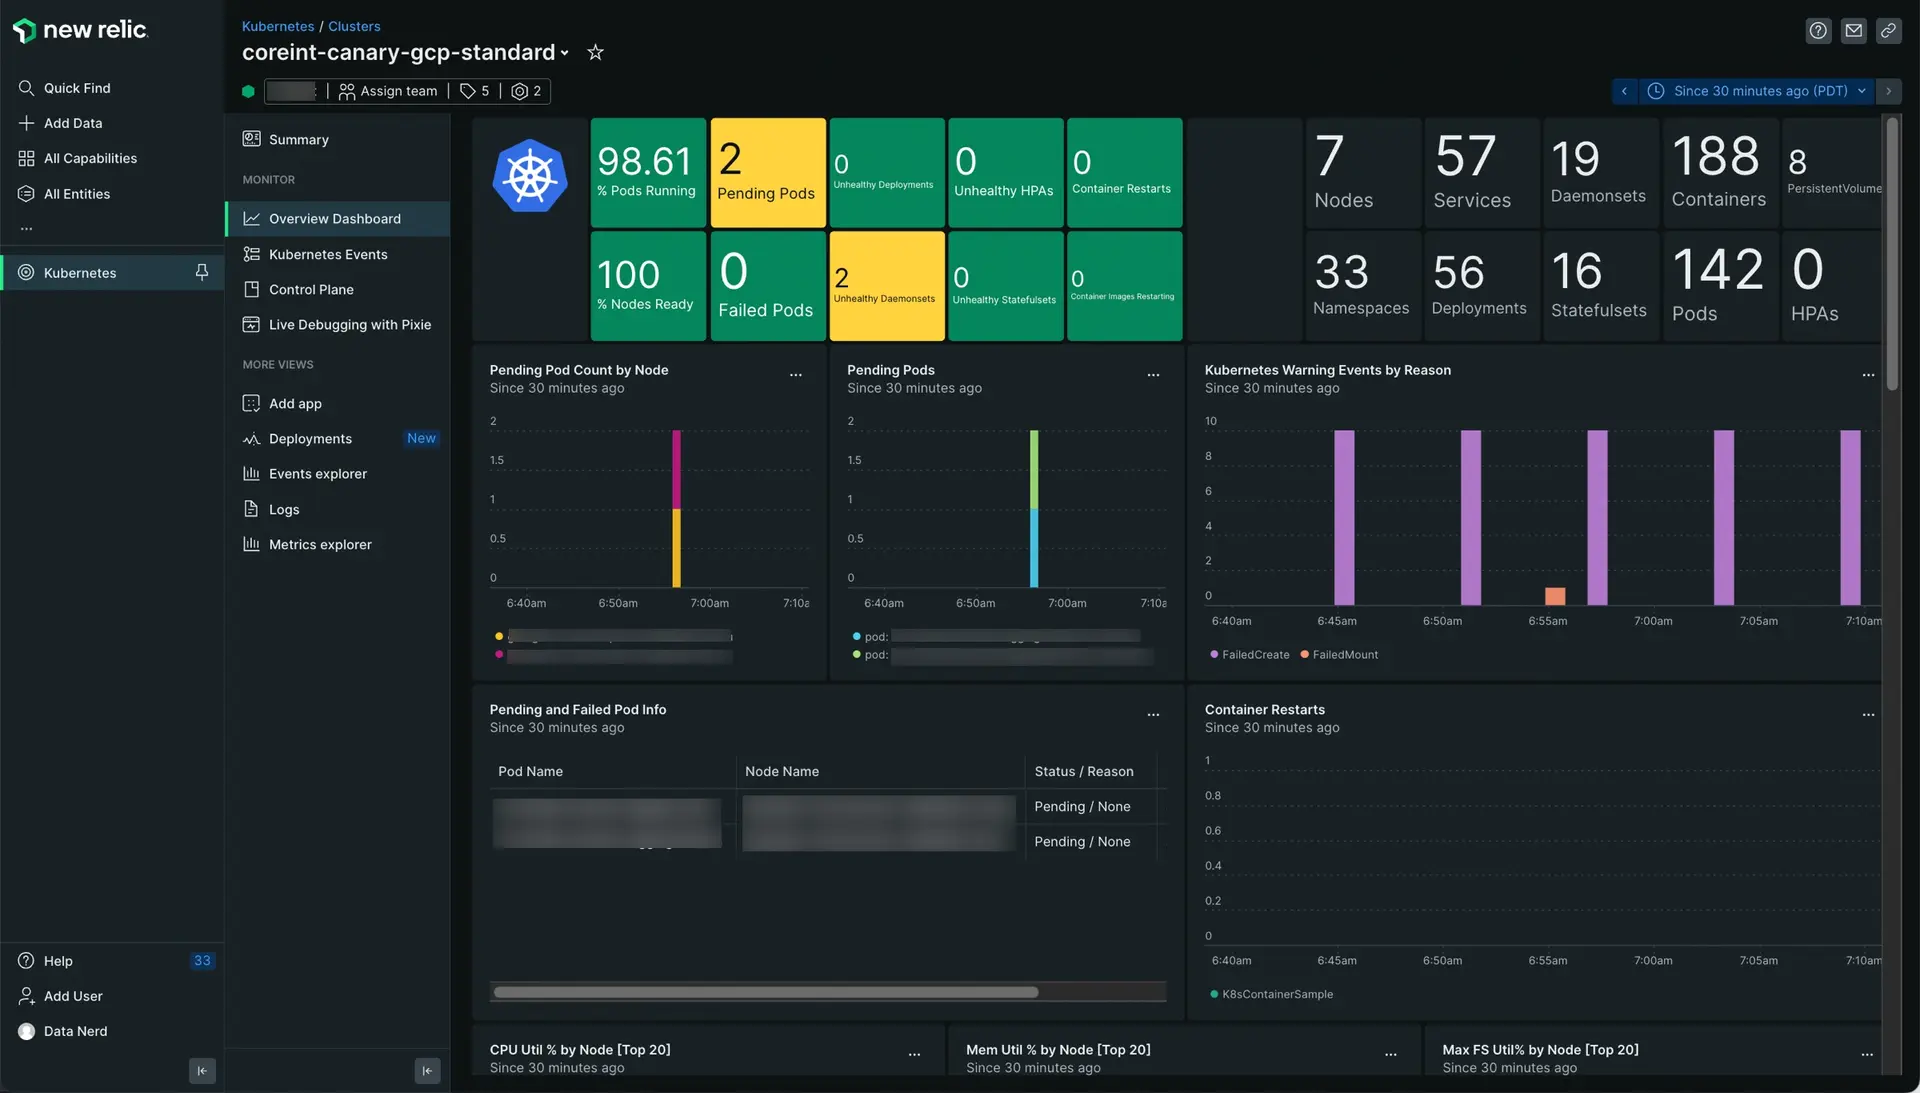 new relic
Quick Find
Add Data
All Capabilities
All Entities
...
Kubernetes
Help 33
Add User
Data Nerd
Kubernetes / Clusters
coreint-canary-gcp-standard
Assign team 5 2
Since 30 minutes ago (PDT)
Summary
MONITOR
Overview Dashboard
Kubernetes Events
Control Plane
Live Debugging with Pixie
MORE VIEWS
Add app
Deployments New
Events explorer
Logs
Metrics explorer
98.61
% Pods Running
2
Pending Pods
0
Unhealthy Deployments
0
Unhealthy HPAs
0
Container Restarts
100
% Nodes Ready
0
Failed Pods
2
Unhealthy Daemonsets
0
Unhealthy Statefulsets
0
Container Images Restarting
7
Nodes
57
Services
19
Daemonsets
188
Containers
8
PersistentVolume
33
Namespaces
56
Deployments
16
Statefulsets
142
Pods
0
HPAs
Pending Pod Count by Node
Since 30 minutes ago
2
1.5
1
0.5
0
6:40am 6:50am 7:00am 7:10a
Pending Pods
Since 30 minutes ago
2
1.5
1
0.5
0
6:40am 6:50am 7:00am 7:10a
pod:
pod:
Kubernetes Warning Events by Reason
Since 30 minutes ago
10
8
6
4
2
0
6:40am 6:45am 6:50am 6:55am 7:00am 7:05am 7:10am
FailedCreate FailedMount
Pending and Failed Pod Info
Since 30 minutes ago
Pod Name Node Name Status / Reason
Pending / None
Pending / None
Container Restarts
Since 30 minutes ago
1
0.8
0.6
0.4
0.2
0
6:40am 6:45am 6:50am 6:55am 7:00am 7:05am 7:10am
K8sContainerSample
CPU Util % by Node [Top 20]
Since 30 minutes ago
Mem Util % by Node [Top 20]
Since 30 minutes ago
Max FS Util% by Node [Top 20]
Since 30 minutes ago